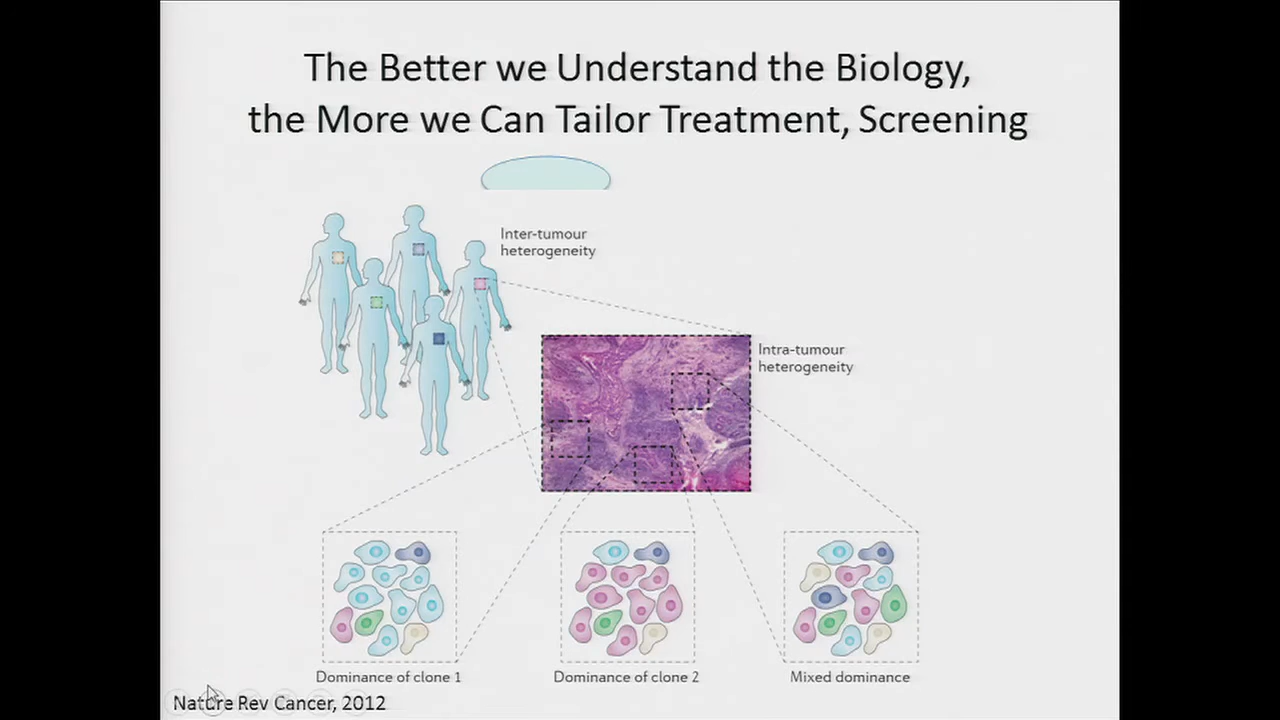 The Better we Understand the Biology,
the More we Can Tailor Treatment, Screening
Inter-tumour
heterogeneity
Intra-tumour
heterogeneity
Dominance of clone 1
Dominance of clone 2
Mixed dominance
Nature Rev Cancer, 2012